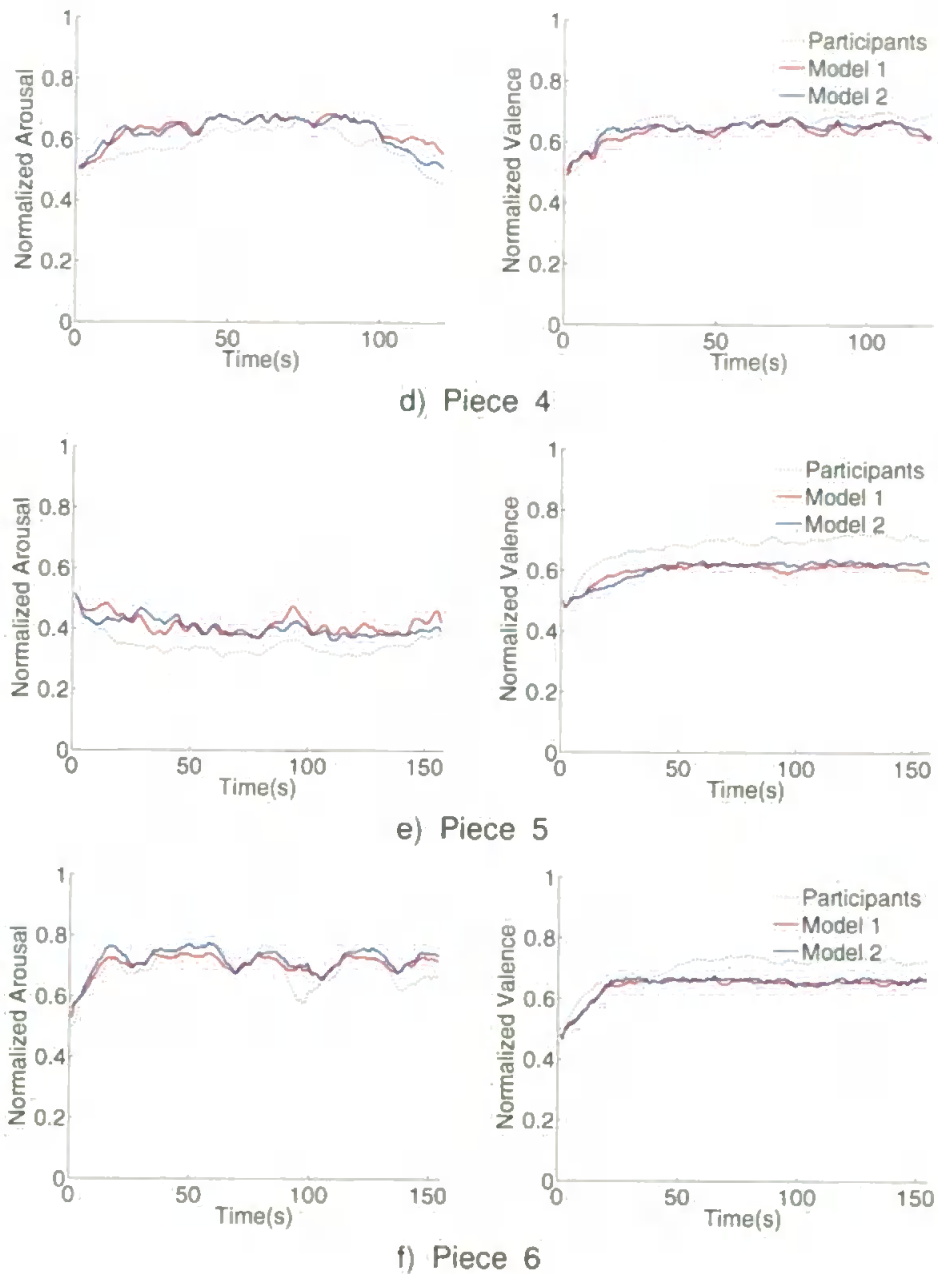 1
0.8
0.6
0.4
0.2
0
Normalized Arousal
0
50
100
Time(s)
1
0.8
0.6
0.4
0.2
0
Normalized Valence
0
50
100
Time(s)
Participants
Model 1
Model 2
d) Piece 4
1
0.8
0.6
0.4
0.2
0
Normalized Arousal
0
50
100
150
Time(s)
1
0.8
0.6
0.4
0.2
0
Normalized Valence
0
50
100
150
Time(s)
Participants
Model 1
Model 2
e) Piece 5
1
0.8
0.6
0.4
0.2
0
Normalized Arousal
0
50
100
150
Time(s)
1
0.8
0.6
0.4
0.2
0
Normalized Valence
0
50
100
150
Time(s)
Participants
Model 1
Model 2
f) Piece 6